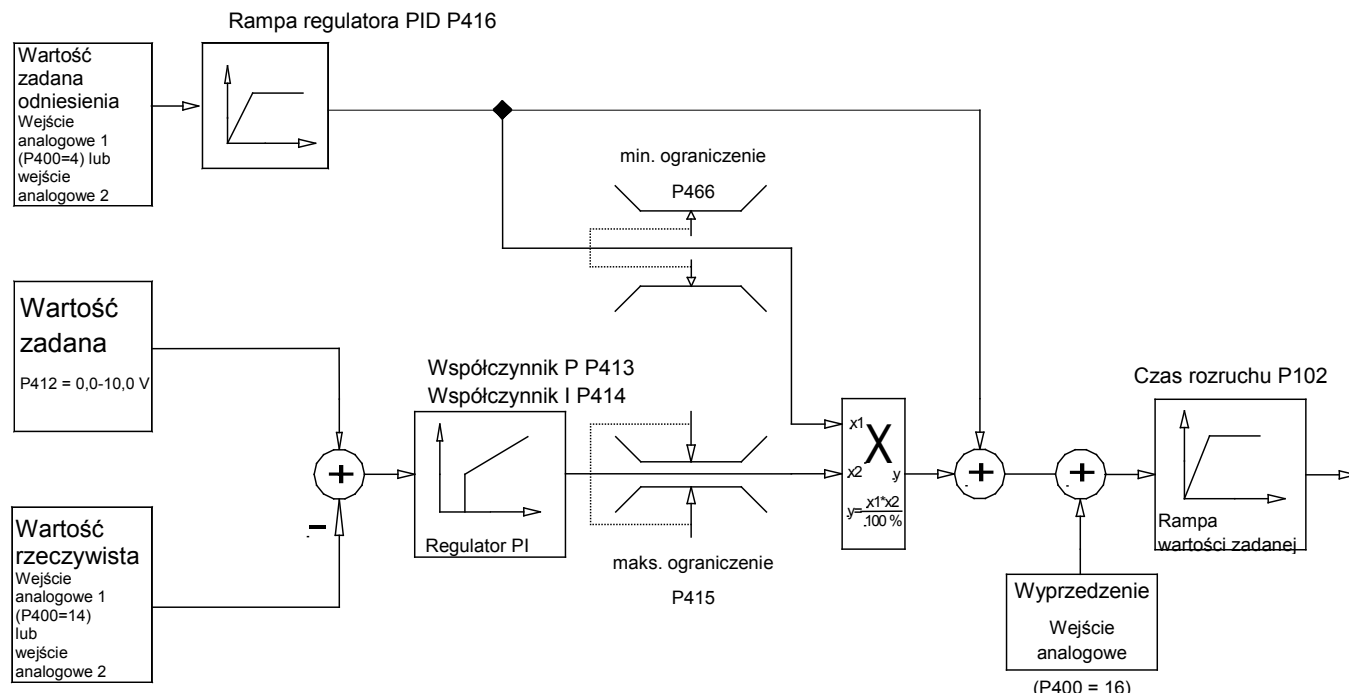 Rampa regulatora PID P416
Wartość
zadana
odniesienia
Wejście
analogowe 1
(P400=4) lub
wejście
analogowe 2
min. ograniczenie
P466
Wartość
zadana
P412 = 0,0-10,0 V
Współczynnik P P413
Współczynnik I P414
Regulator PI
maks. ograniczenie
P415
x1
x2
X
y
y=x1*x2
100 %
+
+
+
-
Czas rozruchu P102
Rampa
wartości zadanej
Wartość
rzeczywista
Wejście
analogowe 1
(P400=14)
lub
wejście
analogowe 2
Wyprzedzenie
Wejście
analogowe
(P400 = 16)